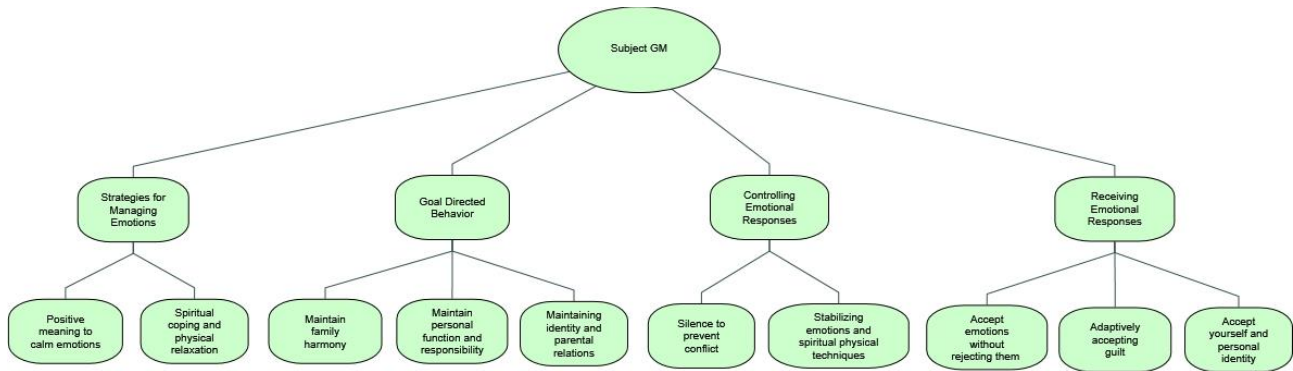 Subject GM
Strategies for
Managing
Emotions
Goal Directed
Behavior
Controlling
Emotional
Responses
Receiving
Emotional
Responses
Positive
meaning to
calm emotions
Spiritual
coping and
physical
relaxation
Maintain
family
harmony
Maintain
personal
function and
responsibility
Maintaining
identity and
parental
relations
Silence to
prevent
conflict
Stabilizing
emotions and
spiritual physical
techniques
Accept
emotions
without
rejecting them
Adaptively
accepting
guilt
Accept
yourself and
personal
identity